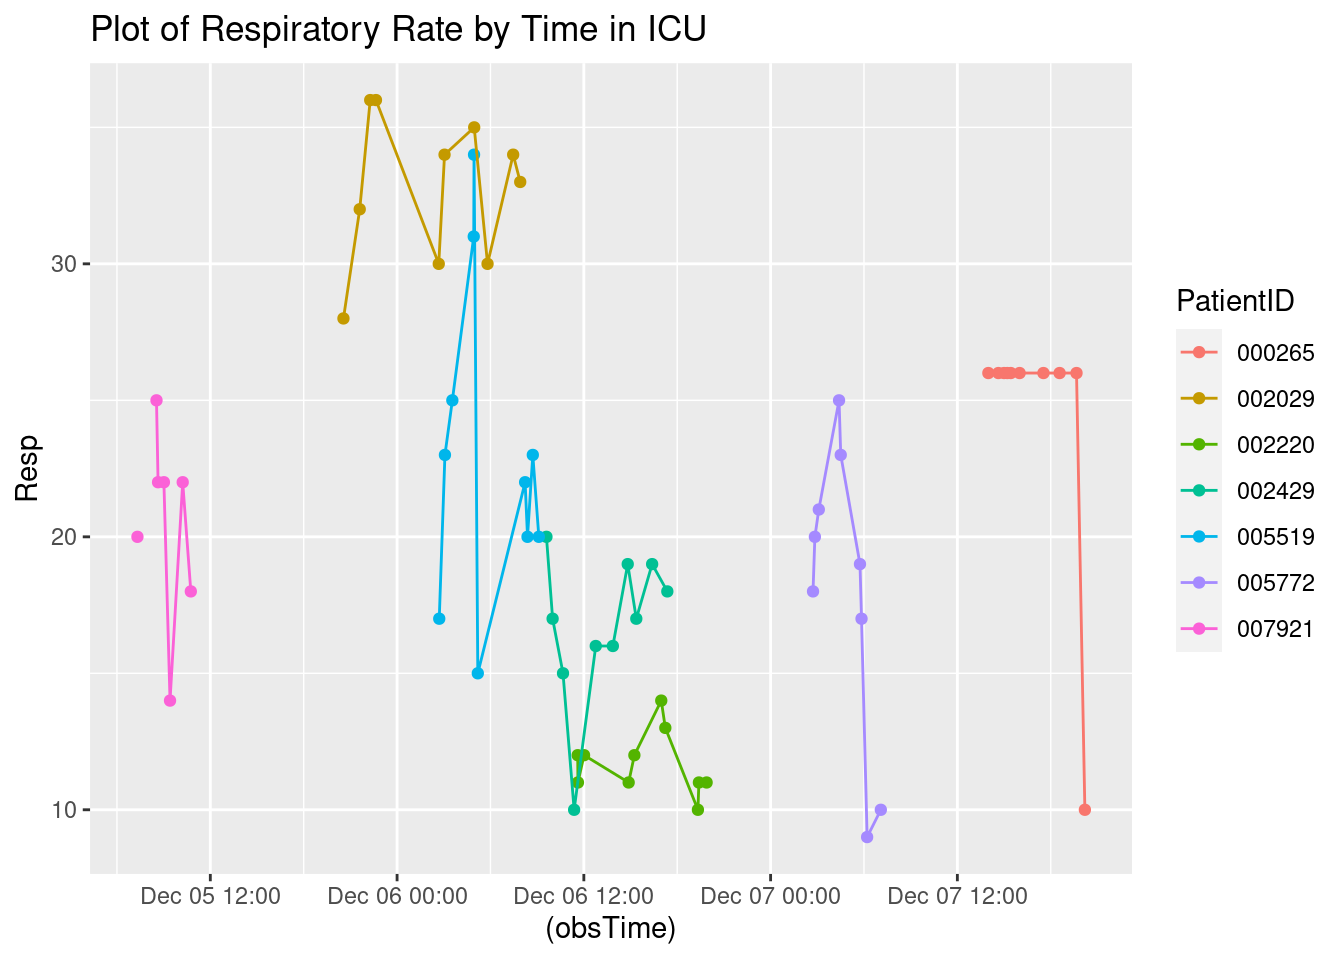 Plot of Respiratory Rate by Time in ICU
Resp
30
20
10
Dec 05 12:00 Dec 06 00:00 Dec 06 12:00 Dec 07 00:00 Dec 07 12:00
(obsTime)
PatientID
000265
002029
002220
002429
005519
005772
007921